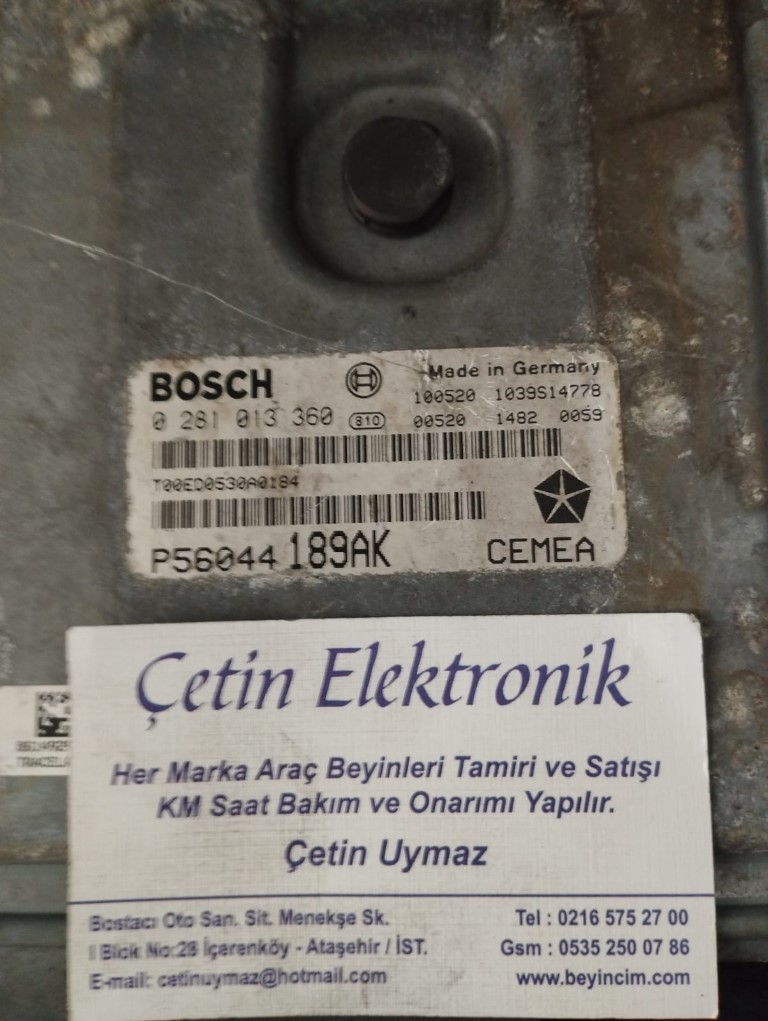 BOSCH
Made in Germany
100520 1039S14778
0 281 013 360 810 00520 1482 0059
T00ED0530A0184
P56044189AK CEMEA
Çetin Elektronik
Her Marka Araç Beyinleri Tamiri ve Satışı
KM Saat Bakım ve Onarımı Yapılır.
Çetin Uymaz
Bostacı Oto San. Sit. Menekşe Sk.
I Blok No:28 İçerenköy - Ataşehir / İST.
E-mail: cetinuymaz@hotmail.com
Tel : 0216 575 27 00
Gsm : 0535 250 07 86
www.beyincim.com